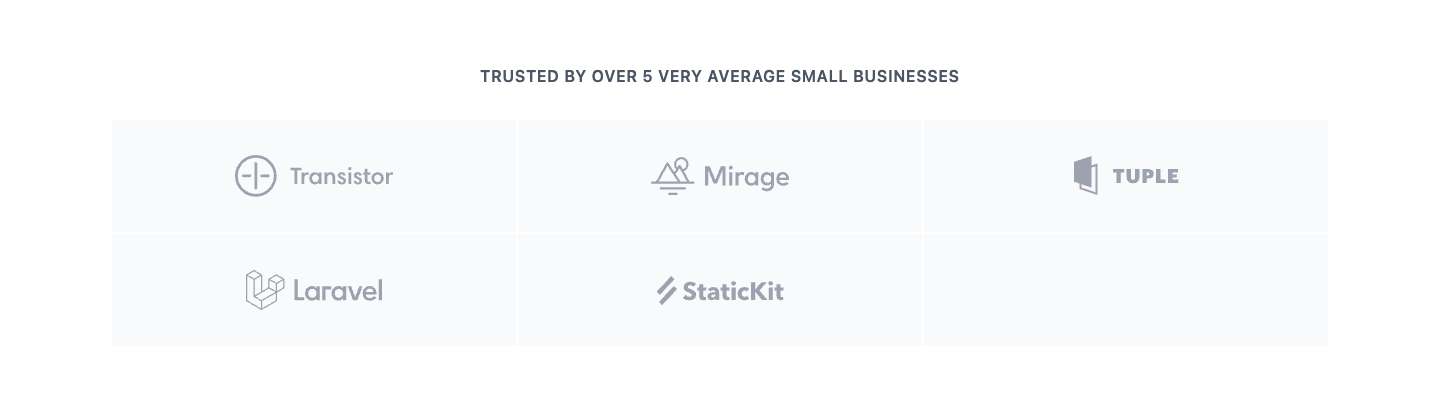 TRUSTED BY OVER 5 VERY AVERAGE SMALL BUSINESSES
Transistor
Mirage
TUPLE
Laravel
StaticKit